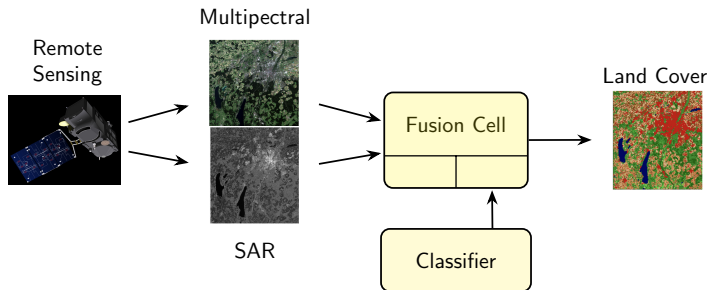 Remote
Sensing
Multipectral
SAR
Fusion Cell
Classifier
Land Cover